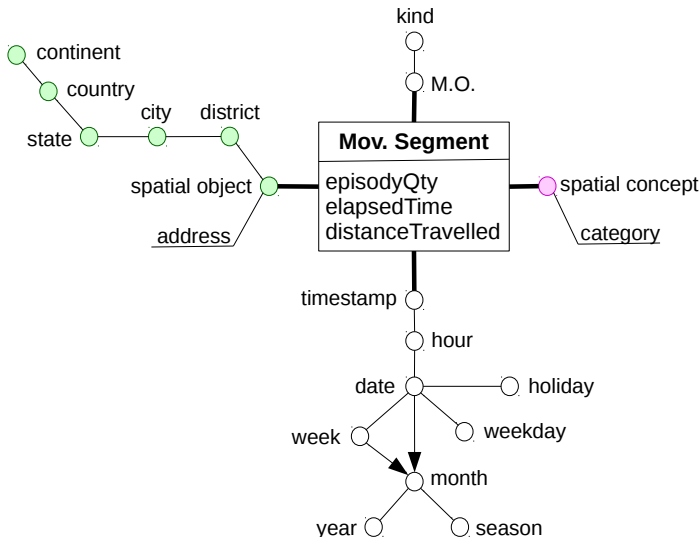 kind
continent
M.O.
country
city
district
state
Mov. Segment
spatial object
episodyQty
spatial concept
elapsedTime
distanceTravelled
address
category
timestamp
hour
date
holiday
week
weekday
month
year
season